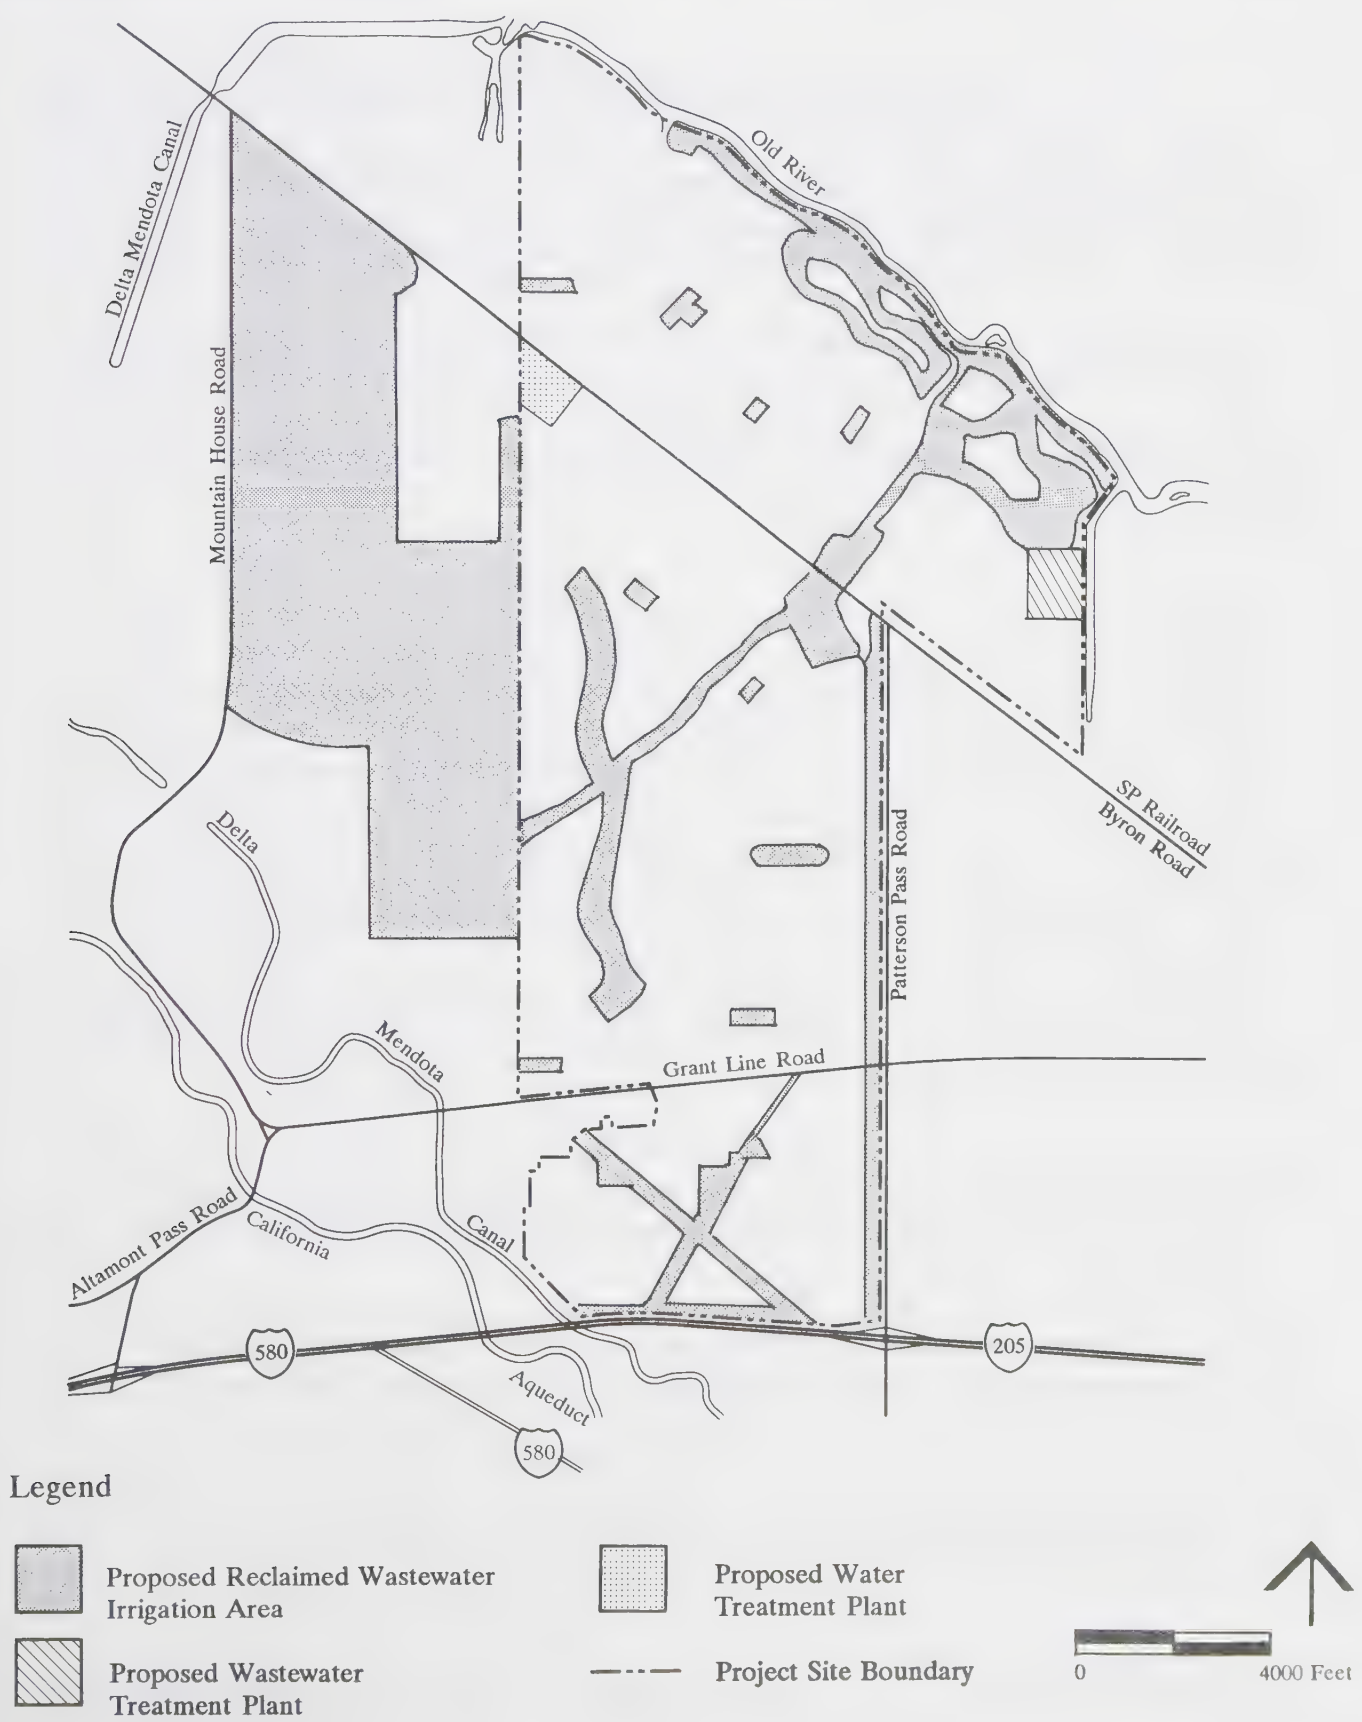 Old River
Delta Mendota Canal
Mountain House Road
SP Railroad
Byron Road
Delta
Patterson Pass Road
Mendota
Grant Line Road
Altamont Pass Road
California
Canal
580
205
Aqueduct
580
Legend
Proposed Reclaimed Wastewater
Irrigation Area
Proposed Water
Treatment Plant
Proposed Wastewater
Treatment Plant
Project Site Boundary
0
4000 Feet